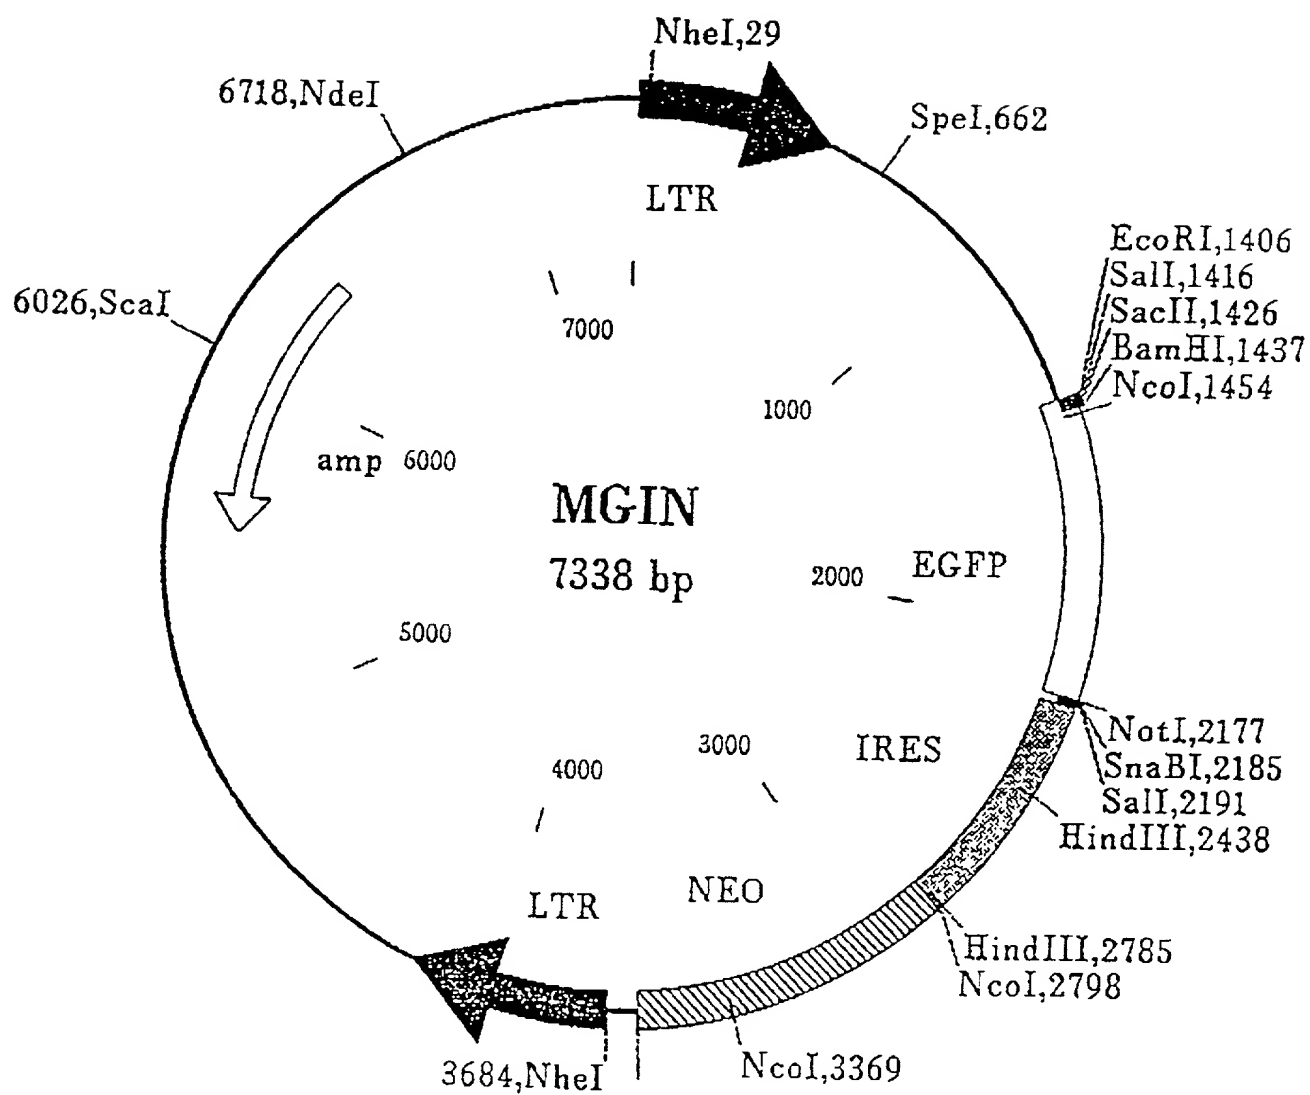 NheI,29
6718,NdeI
SpeI,662
LTR
EcoRI,1406
SalI,1416
SacII,1426
BamHI,1437
NcoI,1454
6026,ScaI
7000
1000
amp
6000
MGIN
7338 bp
2000
EGFP
5000
NotI,2177
SnaBI,2185
SalI,2191
HindIII,2438
3000
IRES
4000
NEO
LTR
HindIII,2785
NcoI,2798
3684,NheI
NcoI,3369